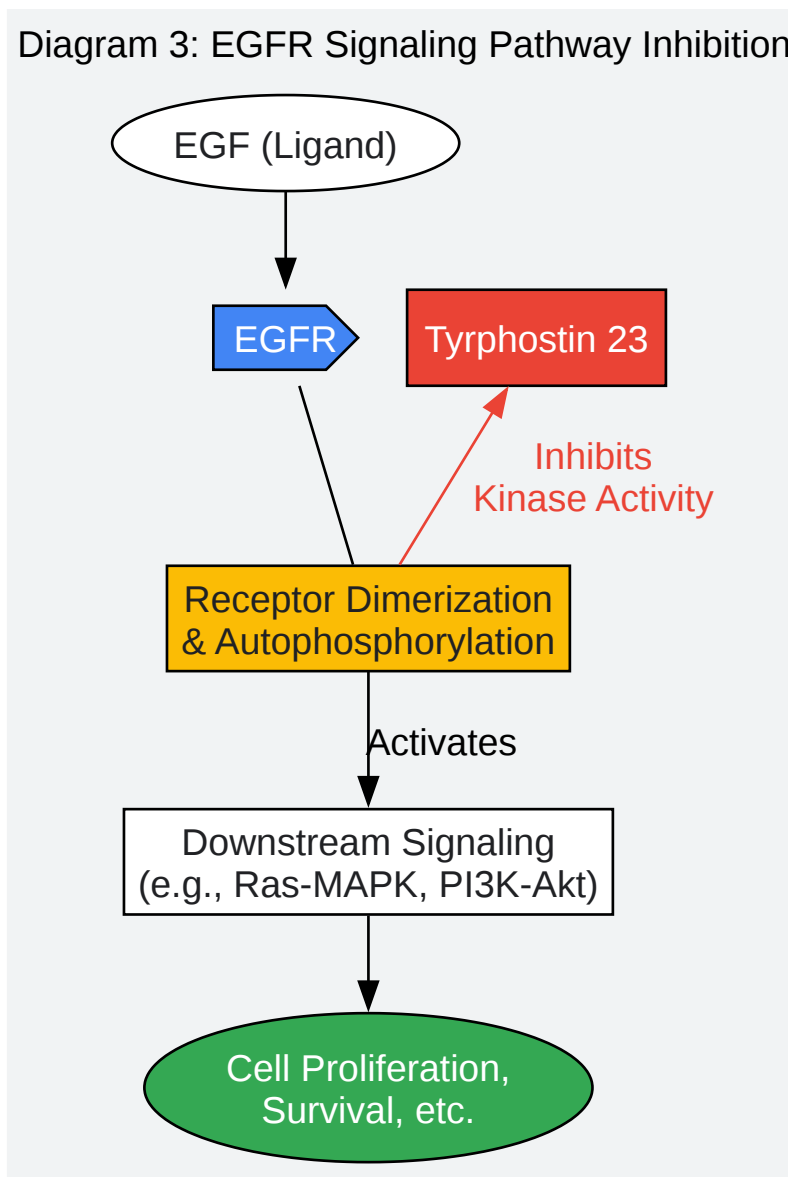 Diagram 3: EGFR Signaling Pathway Inhibition
EGF (Ligand)
EGFR
Tyrphostin 23
Inhibits
Kinase Activity
Receptor Dimerization
& Autophosphorylation
Activates
Downstream Signaling
(e.g., Ras-MAPK, PI3K-Akt)
Cell Proliferation,
Survival, etc.